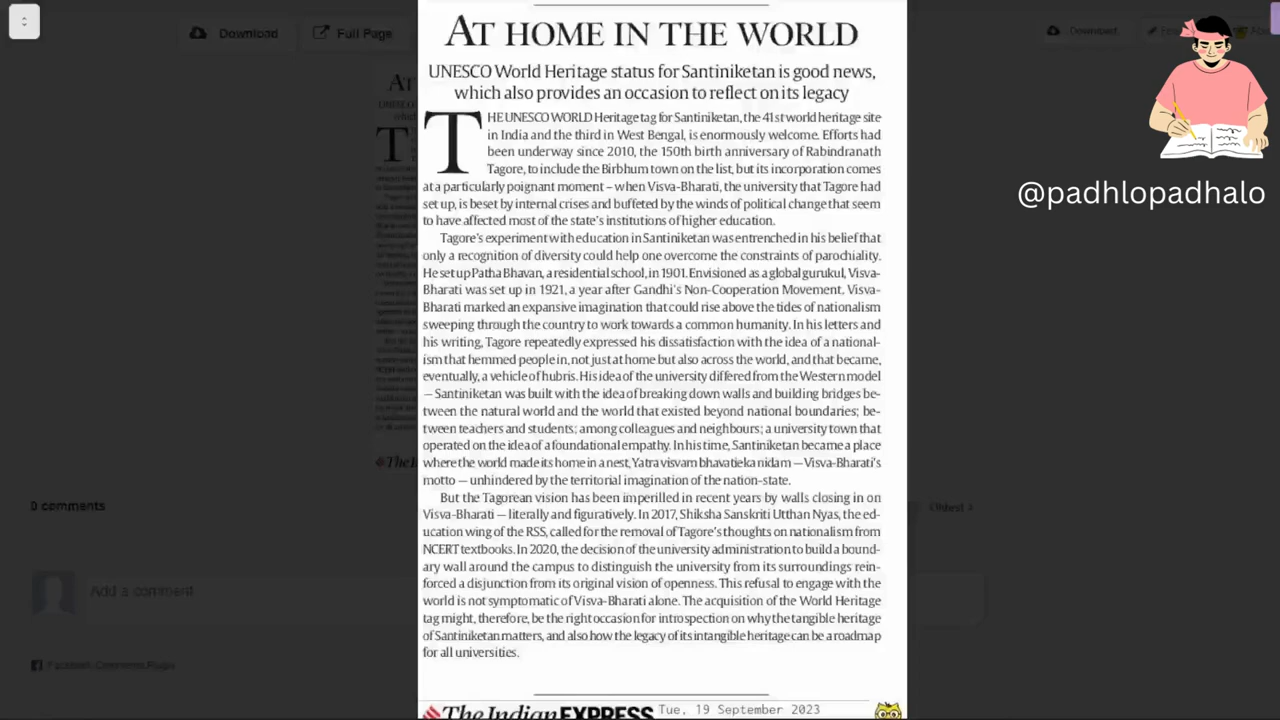 Download
Full Page
AT HOME IN THE WORLD
UNESCO World Heritage status for Santiniketan is good news,
which also provides an occasion to reflect on its legacy
THE UNESCO WORLD Heritage tag for Santiniketan, the 41st world heritage site
in India and the third in West Bengal, is enormously welcome. Efforts had
been underway since 2010, the 150th birth anniversary of Rabindranath
Tagore, to include the Birbhum town on the list, but its incorporation comes
at a particularly poignant moment – when Visva-Bharati, the university that Tagore had
set up, is beset by internal crises and buffeted by the winds of political change that seem
to have affected most of the state's institutions of higher education.
Tagore's experiment with education in Santiniketan was entrenched in his belief that
only a recognition of diversity could help one overcome the constraints of parochiality.
He set up Patha Bhavan, a residential school, in 1901. Envisioned as a global gurukul, Visva-
Bharati was set up in 1921, a year after Gandhi's Non-Cooperation Movement. Visva-
Bharati marked an expansive imagination that could rise above the tides of nationalism
sweeping through the country to work towards a common humanity. In his letters and
his writing, Tagore repeatedly expressed his dissatisfaction with the idea of a national-
ism that hemmed people in, not just at home but also across the world, and that became,
eventually, a vehicle of hubris. His idea of the university differed from the Western model
— Santiniketan was built with the idea of breaking down walls and building bridges be-
tween the natural world and the world that existed beyond national boundaries; be-
tween teachers and students; among colleagues and neighbours; a university town that
operated on the idea of a foundational empathy. In his time, Santiniketan became a place
where the world made its home in a nest, Yatra visvam bhavatieka nidam — Visva-Bharati's
motto — unhindered by the territorial imagination of the nation-state.
But the Tagorean vision has been imperilled in recent years by walls closing in on
Visva-Bharati — literally and figuratively. In 2017, Shiksha Sanskriti Utthan Nyas, the ed-
ucation wing of the RSS, called for the removal of Tagore's thoughts on nationalism from
NCERT textbooks. In 2020, the decision of the university administration to build a bound-
ary wall around the campus to distinguish the university from its surroundings rein-
forced a disjunction from its original vision of openness. This refusal to engage with the
world is not symptomatic of Visva-Bharati alone. The acquisition of the World Heritage
tag might, therefore, be the right occasion for introspection on why the tangible heritage
of Santiniketan matters, and also how the legacy of its intangible heritage can be a roadmap
for all universities.
The Indian EXPRESS
Tue, 19 September 2023
@padhlopadhalo
Download
0 comments
Oldest
Add a comment
Facebook Comments Plugin